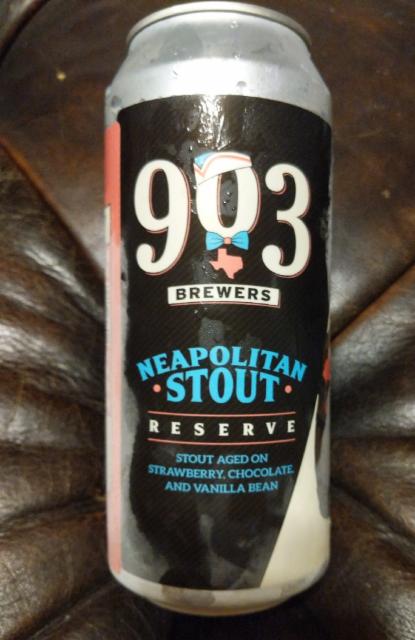 903
BREWERS
NEAPOLITAN
STOUT
RESERVE
STOUT AGED ON
STRAWBERRY, CHOCOLATE,
AND VANILLA BEAN